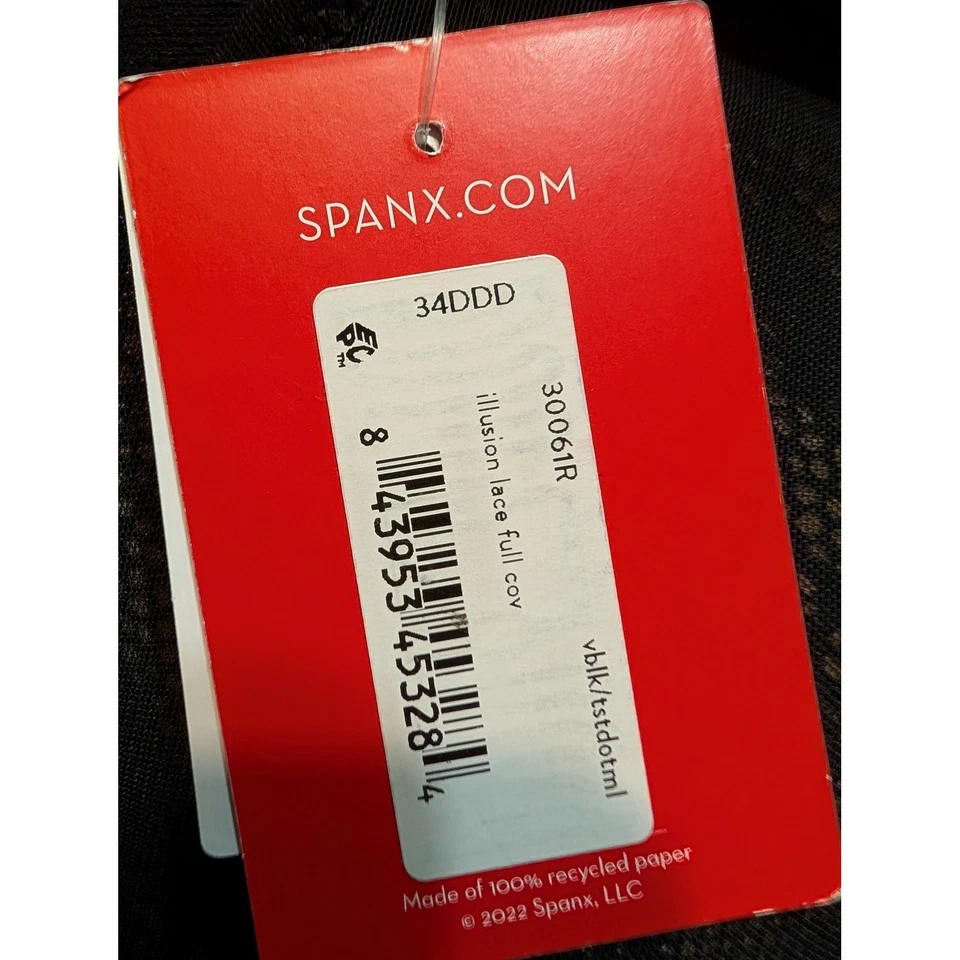 SPANX.COM
34DDD
30061R
vblk/tstdotml
illusion lace full cov
8 43953 45328 4
ECP™
Made of 100% recycled paper
© 2022 Spanx, LLC